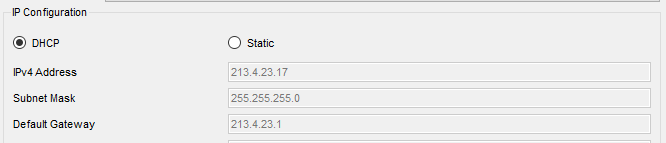 IP Configuration
DHCP Static
IPv4 Address 213.4.23.17
Subnet Mask 255.255.255.0
Default Gateway 213.4.23.1